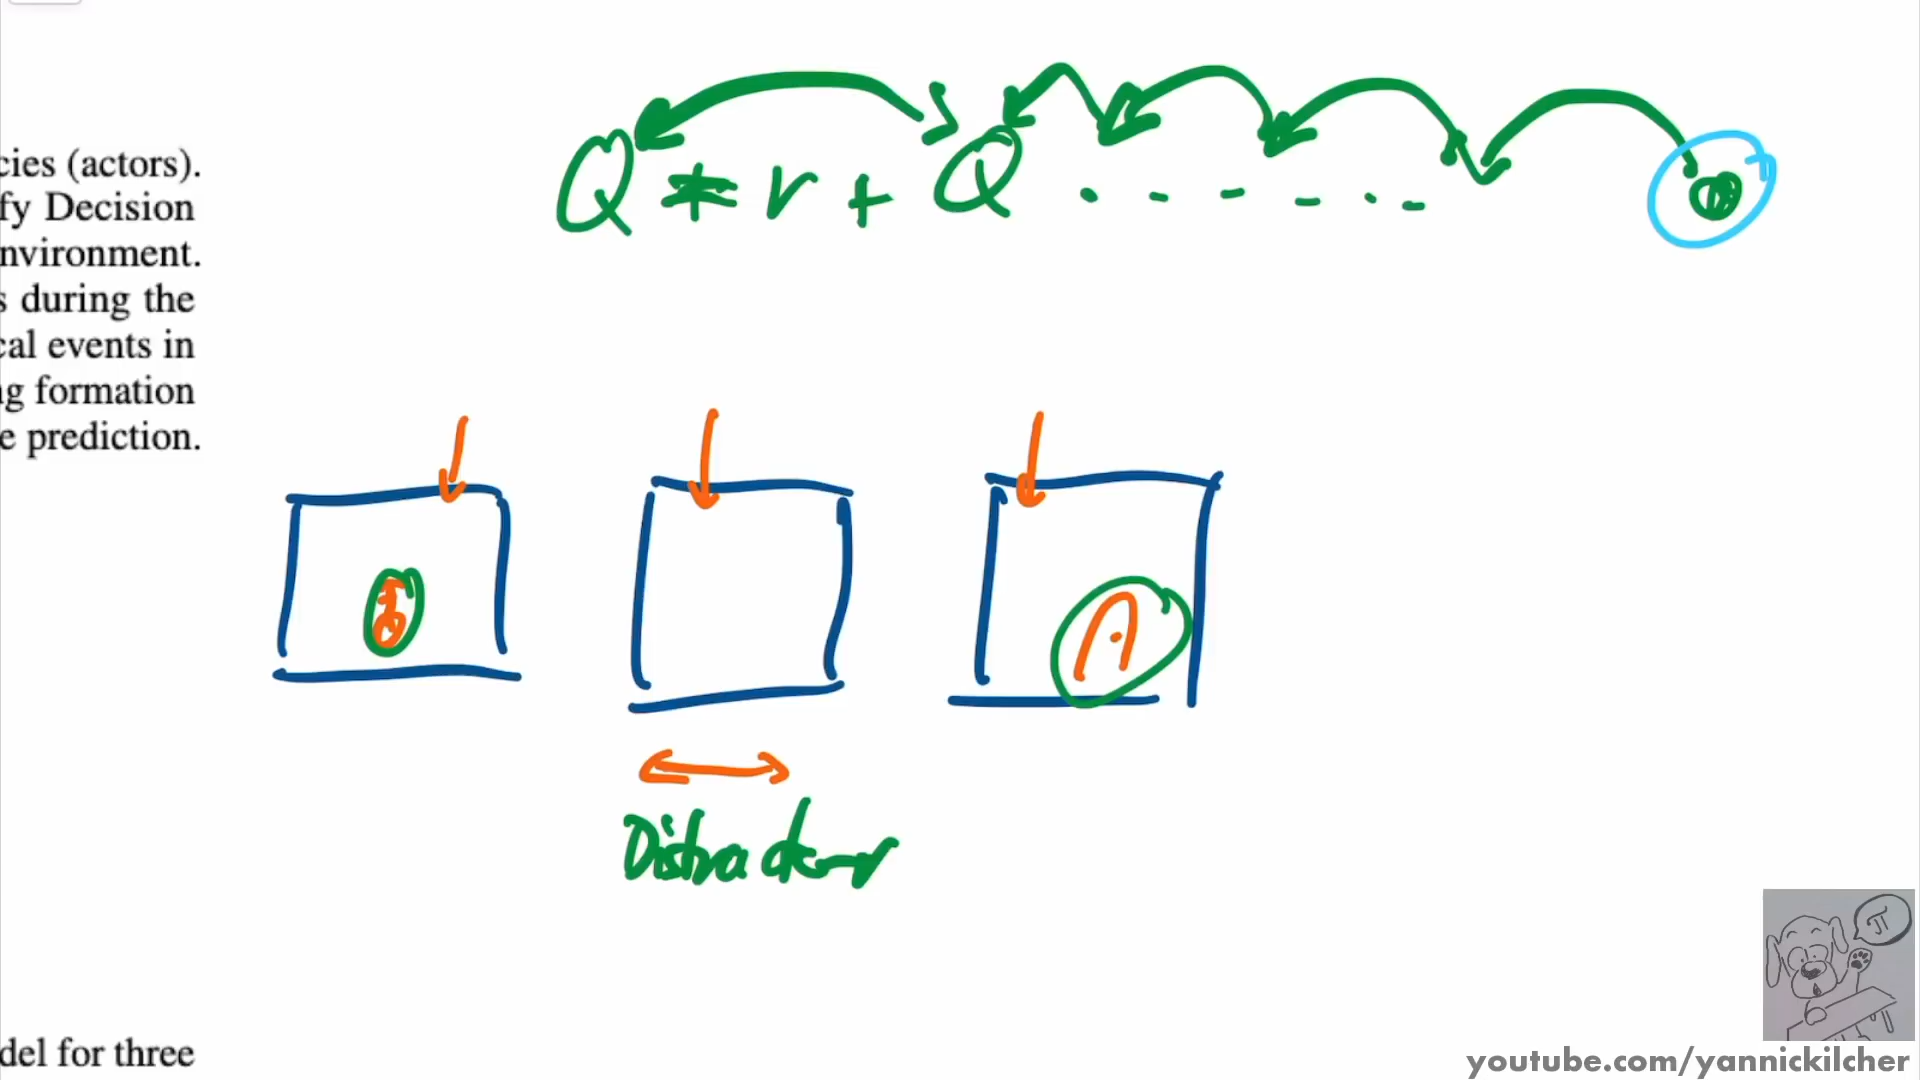 Q * r + Q . - - - . -
cies (actors).
fy Decision
nvironment.
s during the
cal events in
ng formation
e prediction.
Distractor
π
del for three
youtube.com/yannickilcher